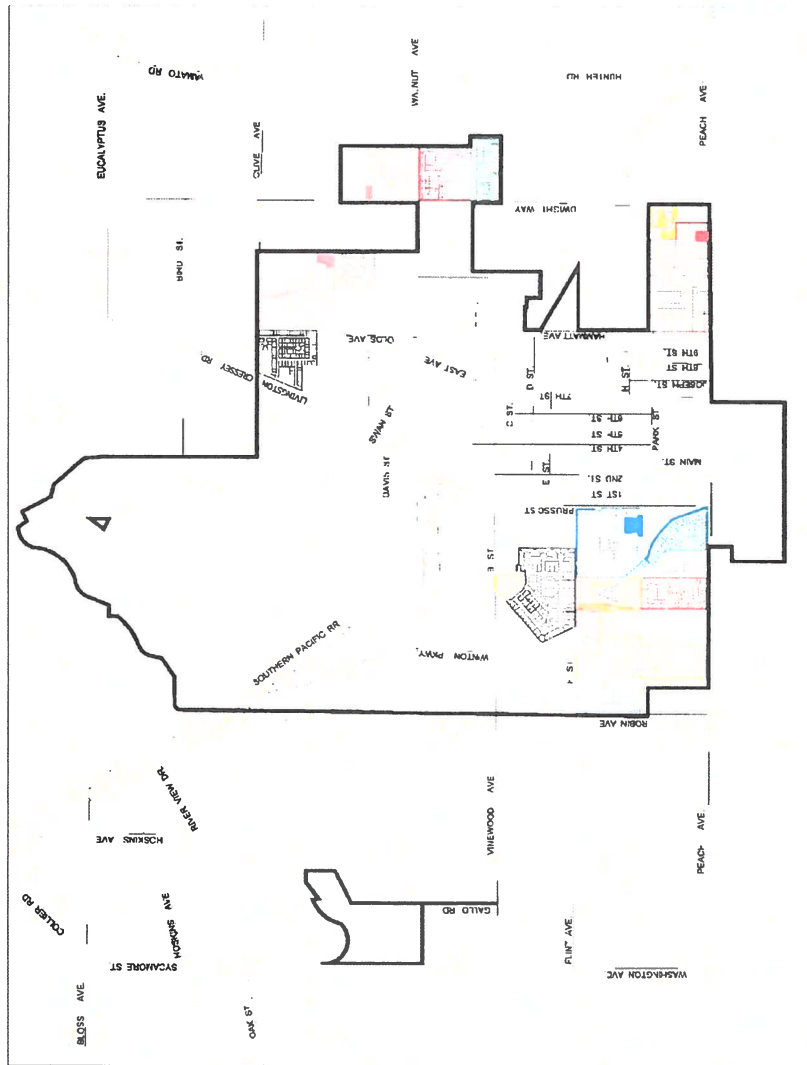 YAMATO RD
WALNUT AVE
HUNTER RD
EUCALYPTUS AVE.
OLIVE AVE
PEACH AVE.
DWIGHT WAY
BIRD ST.
OLDS AVE
HAMMATT AVE
CRESSEY RD
LIVINGSTON
EAST AVE
9TH ST.
8TH ST
JOSEPH ST.
D ST.
H ST.
7TH ST
C ST.
6TH ST
PARK ST
SWAN ST
5TH ST
4TH ST
MAIN ST.
DAVIS ST
E ST.
2ND ST.
1ST ST
PRUSSO ST
B ST
SOUTHERN PACIFIC RR
WINTON PKWY.
F ST
ROBIN AVE
RIVER VIEW DR.
HOSKINS AVE
VINEWOOD AVE
PEACH AVE.
COLLIER RD
HOSKINS AVE
GALLO RD
FLINT AVE.
SYCAMORE ST.
WASHINGTON AVE
BLOSS AVE.
OAK ST.